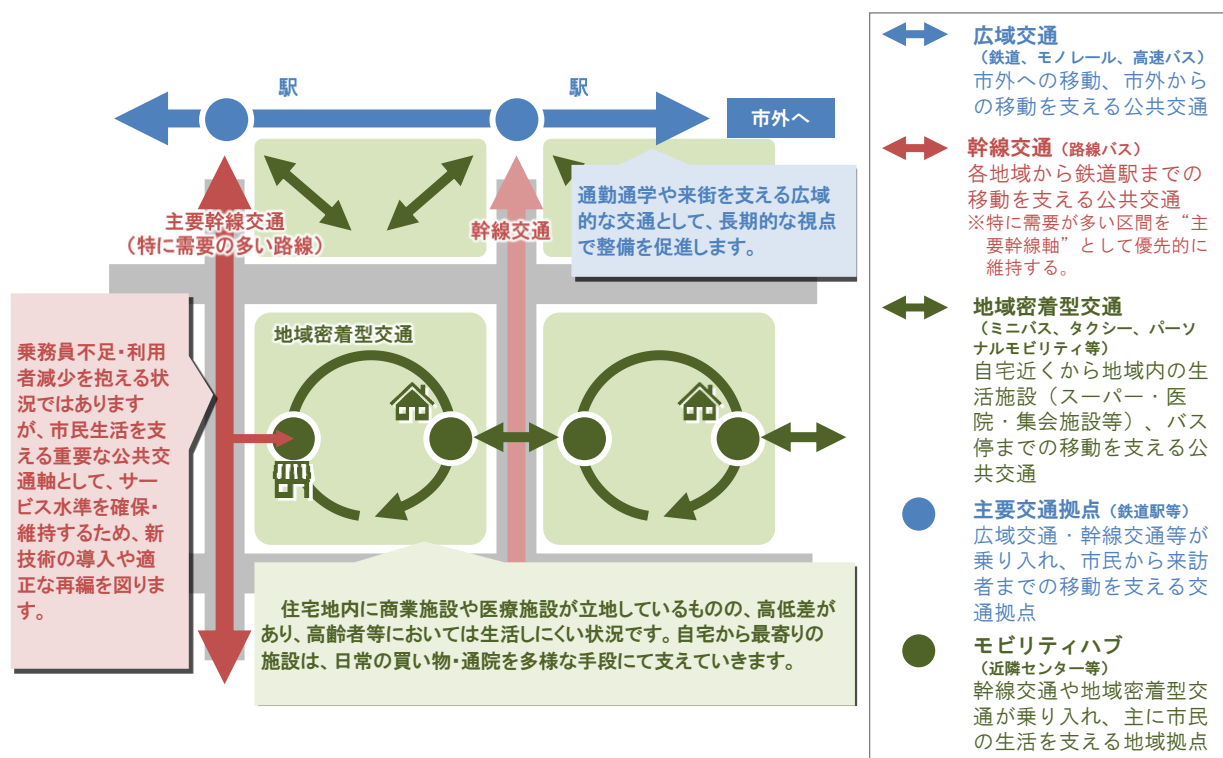 駅
駅
市外へ
主要幹線交通
（特に需要の多い路線）
幹線交通
通勤通学や来街を支える広域
的な交通として、長期的な視点
で整備を促進します。
地域密着型交通
乗務員不足・利用
者減少を抱える状
況ではあります
が、市民生活を支
える重要な公共交
通軸として、サー
ビス水準を確保・
維持するため、新
技術の導入や適
正な再編を図りま
す。
住宅地内に商業施設や医療施設が立地しているものの、高低差が
あり、高齢者等においては生活しにくい状況です。自宅から最寄りの
施設は、日常の買い物・通院を多様な手段にて支えていきます。
広域交通
（鉄道、モノレール、高速バス）
市外への移動、市外から
の移動を支える公共交通
幹線交通（路線バス）
各地域から鉄道駅までの
移動を支える公共交通
※特に需要が多い区間を“主
要幹線軸”として優先的に
維持する。
地域密着型交通
（ミニバス、タクシー、パーソ
ナルモビリティ等）
自宅近くから地域内の生
活施設（スーパー・医
院・集会施設等）、バス
停までの移動を支える公
共交通
主要交通拠点（鉄道駅等）
広域交通・幹線交通等が
乗り入れ、市民から来訪
者までの移動を支える交
通拠点
モビリティハブ
（近隣センター等）
幹線交通や地域密着型交
通が乗り入れ、主に市民
の生活を支える地域拠点